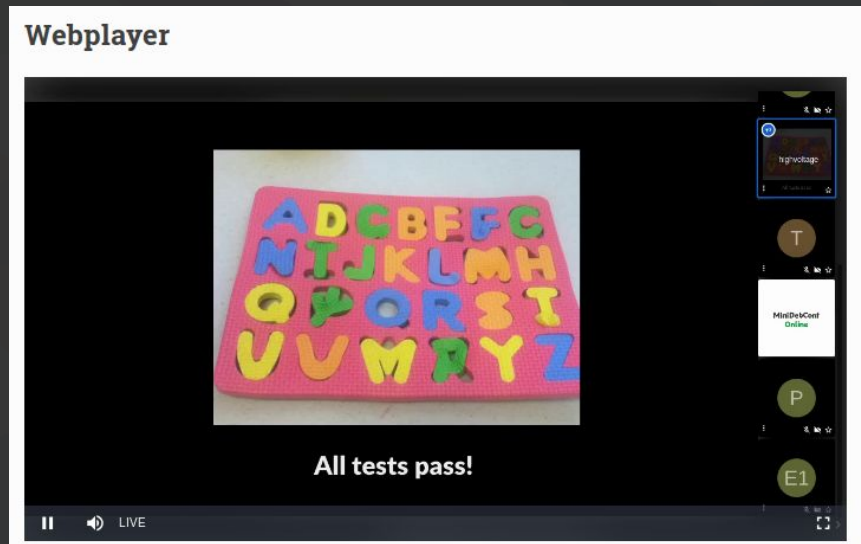 Webplayer
A D C B F C
N T J K L M H
Q O R S I
V U M Y Z
All tests pass!
highvoltage
T
MiniDebConf
Online
P
E1
LIVE